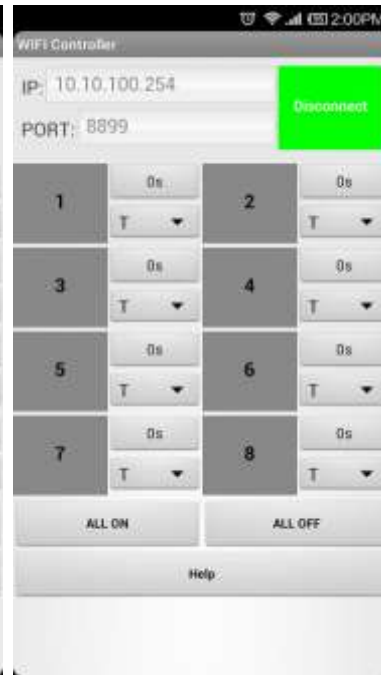 2:00PM
WIFI Controller
IP: 10.10.100.254
Disconnect
PORT: 8899
1 0s 2 0s
T T
3 0s 4 0s
T T
5 0s 6 0s
T T
7 0s 8 0s
T T
ALL ON ALL OFF
Help